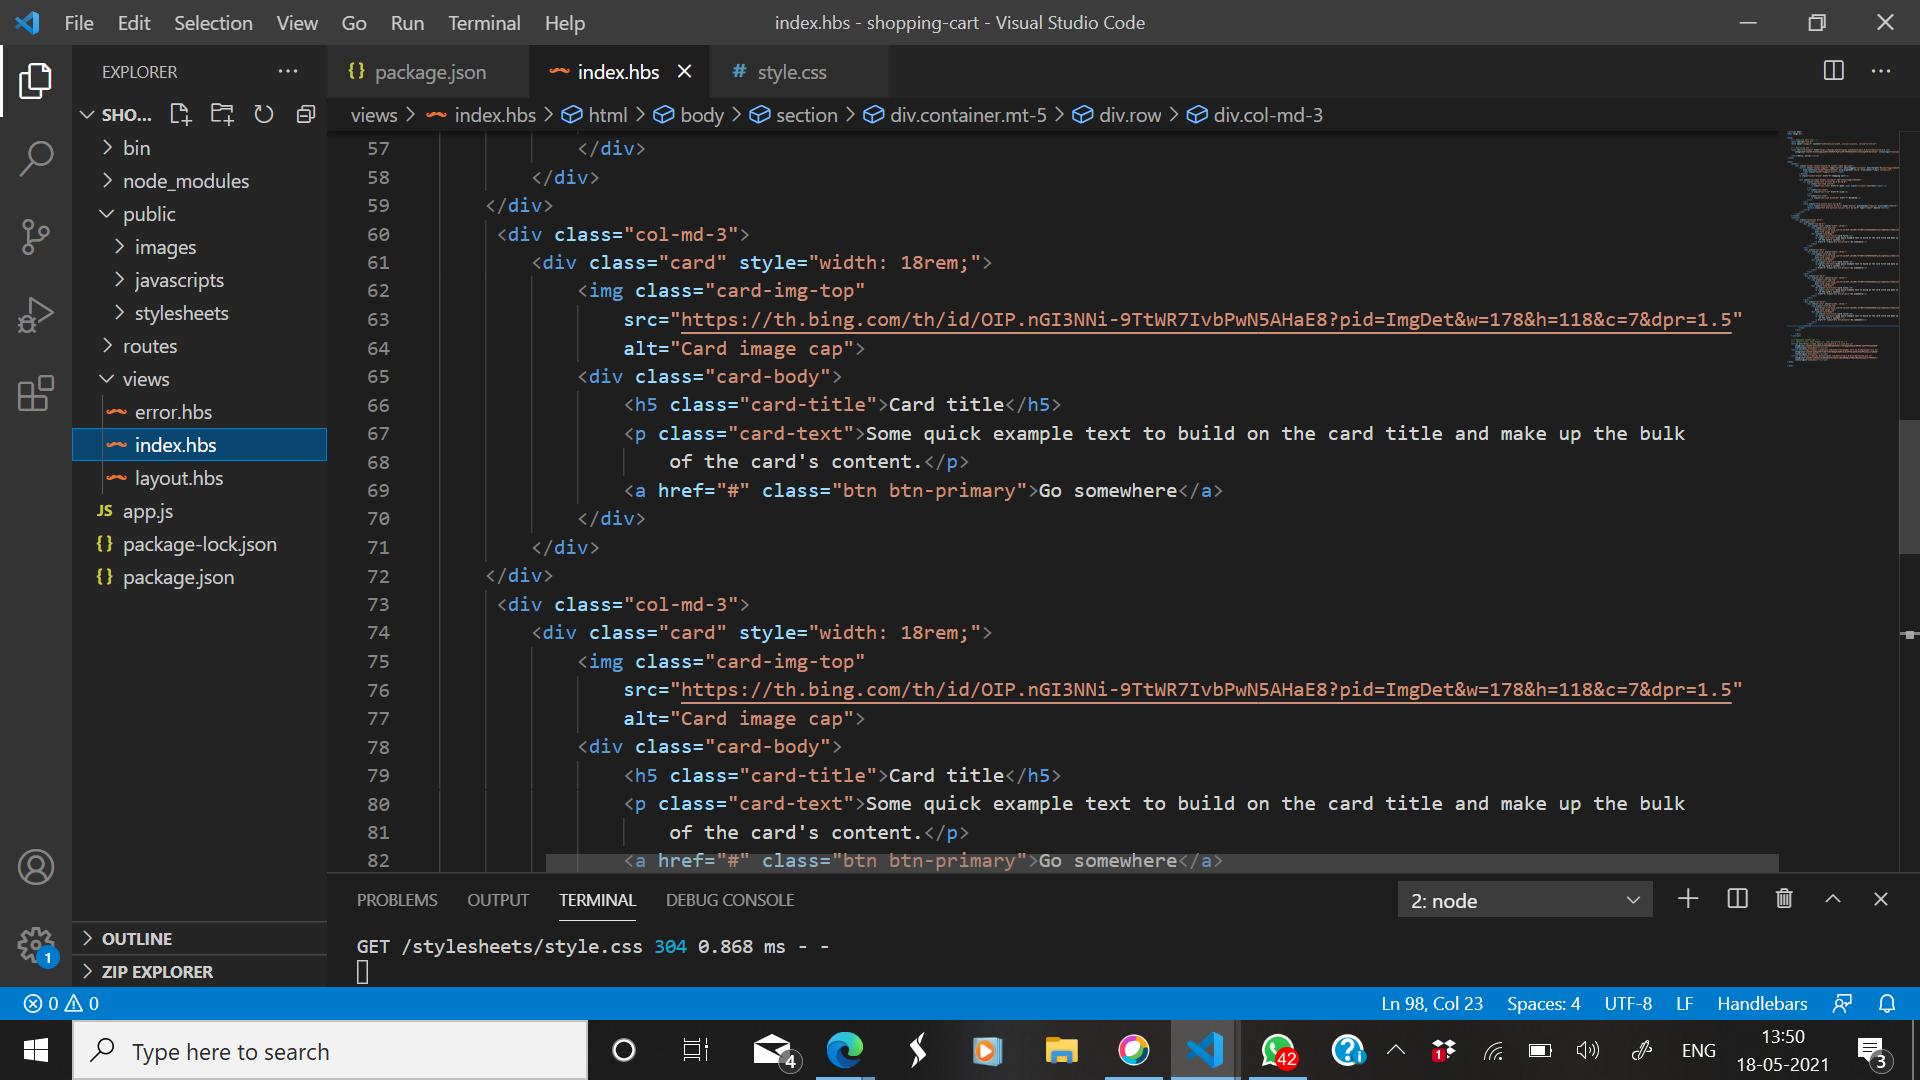 File Edit Selection View Go Run Terminal Help
index.hbs - shopping-cart - Visual Studio Code
EXPLORER
SHO...
bin
node_modules
public
images
javascripts
stylesheets
routes
views
error.hbs
index.hbs
layout.hbs
JS app.js
{} package-lock.json
{} package.json
OUTLINE
ZIP EXPLORER
{} package.json
index.hbs
# style.css
views > index.hbs > html > body > section > div.container.mt-5 > div.row > div.col-md-3
57 </div>
58 </div>
59 </div>
60 <div class="col-md-3">
61 <div class="card" style="width: 18rem;">
62 <img class="card-img-top"
63 src="https://th.bing.com/th/id/OIP.nGI3NNi-9TtWR7IvbPwN5AHaE8?pid=ImgDet&w=178&h=118&c=7&dpr=1.5"
64 alt="Card image cap">
65 <div class="card-body">
66 <h5 class="card-title">Card title</h5>
67 <p class="card-text">Some quick example text to build on the card title and make up the bulk
68 of the card's content.</p>
69 <a href="#" class="btn btn-primary">Go somewhere</a>
70 </div>
71 </div>
72 </div>
73 <div class="col-md-3">
74 <div class="card" style="width: 18rem;">
75 <img class="card-img-top"
76 src="https://th.bing.com/th/id/OIP.nGI3NNi-9TtWR7IvbPwN5AHaE8?pid=ImgDet&w=178&h=118&c=7&dpr=1.5"
77 alt="Card image cap">
78 <div class="card-body">
79 <h5 class="card-title">Card title</h5>
80 <p class="card-text">Some quick example text to build on the card title and make up the bulk
81 of the card's content.</p>
82 <a href="#" class="btn btn-primary">Go somewhere</a>
PROBLEMS OUTPUT TERMINAL DEBUG CONSOLE
2: node
GET /stylesheets/style.css 304 0.868 ms - -
1
0 0
Ln 98, Col 23 Spaces: 4 UTF-8 LF Handlebars
Type here to search
4
42
1
ENG
13:50
18-05-2021
3